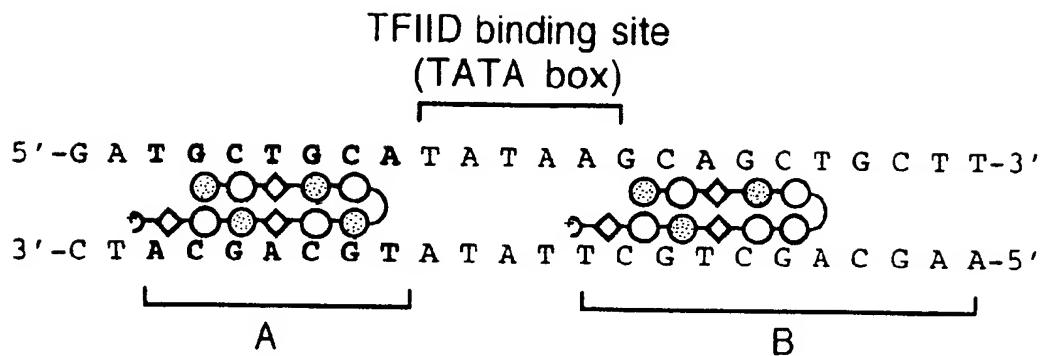 TFIID binding site
(TATA box)
5'-G A T G C T G C A T A T A A G C A G C T G C T T-3'
3'-C T A C G A C G T A T A T T C G T C G A C G A A-5'
A
B